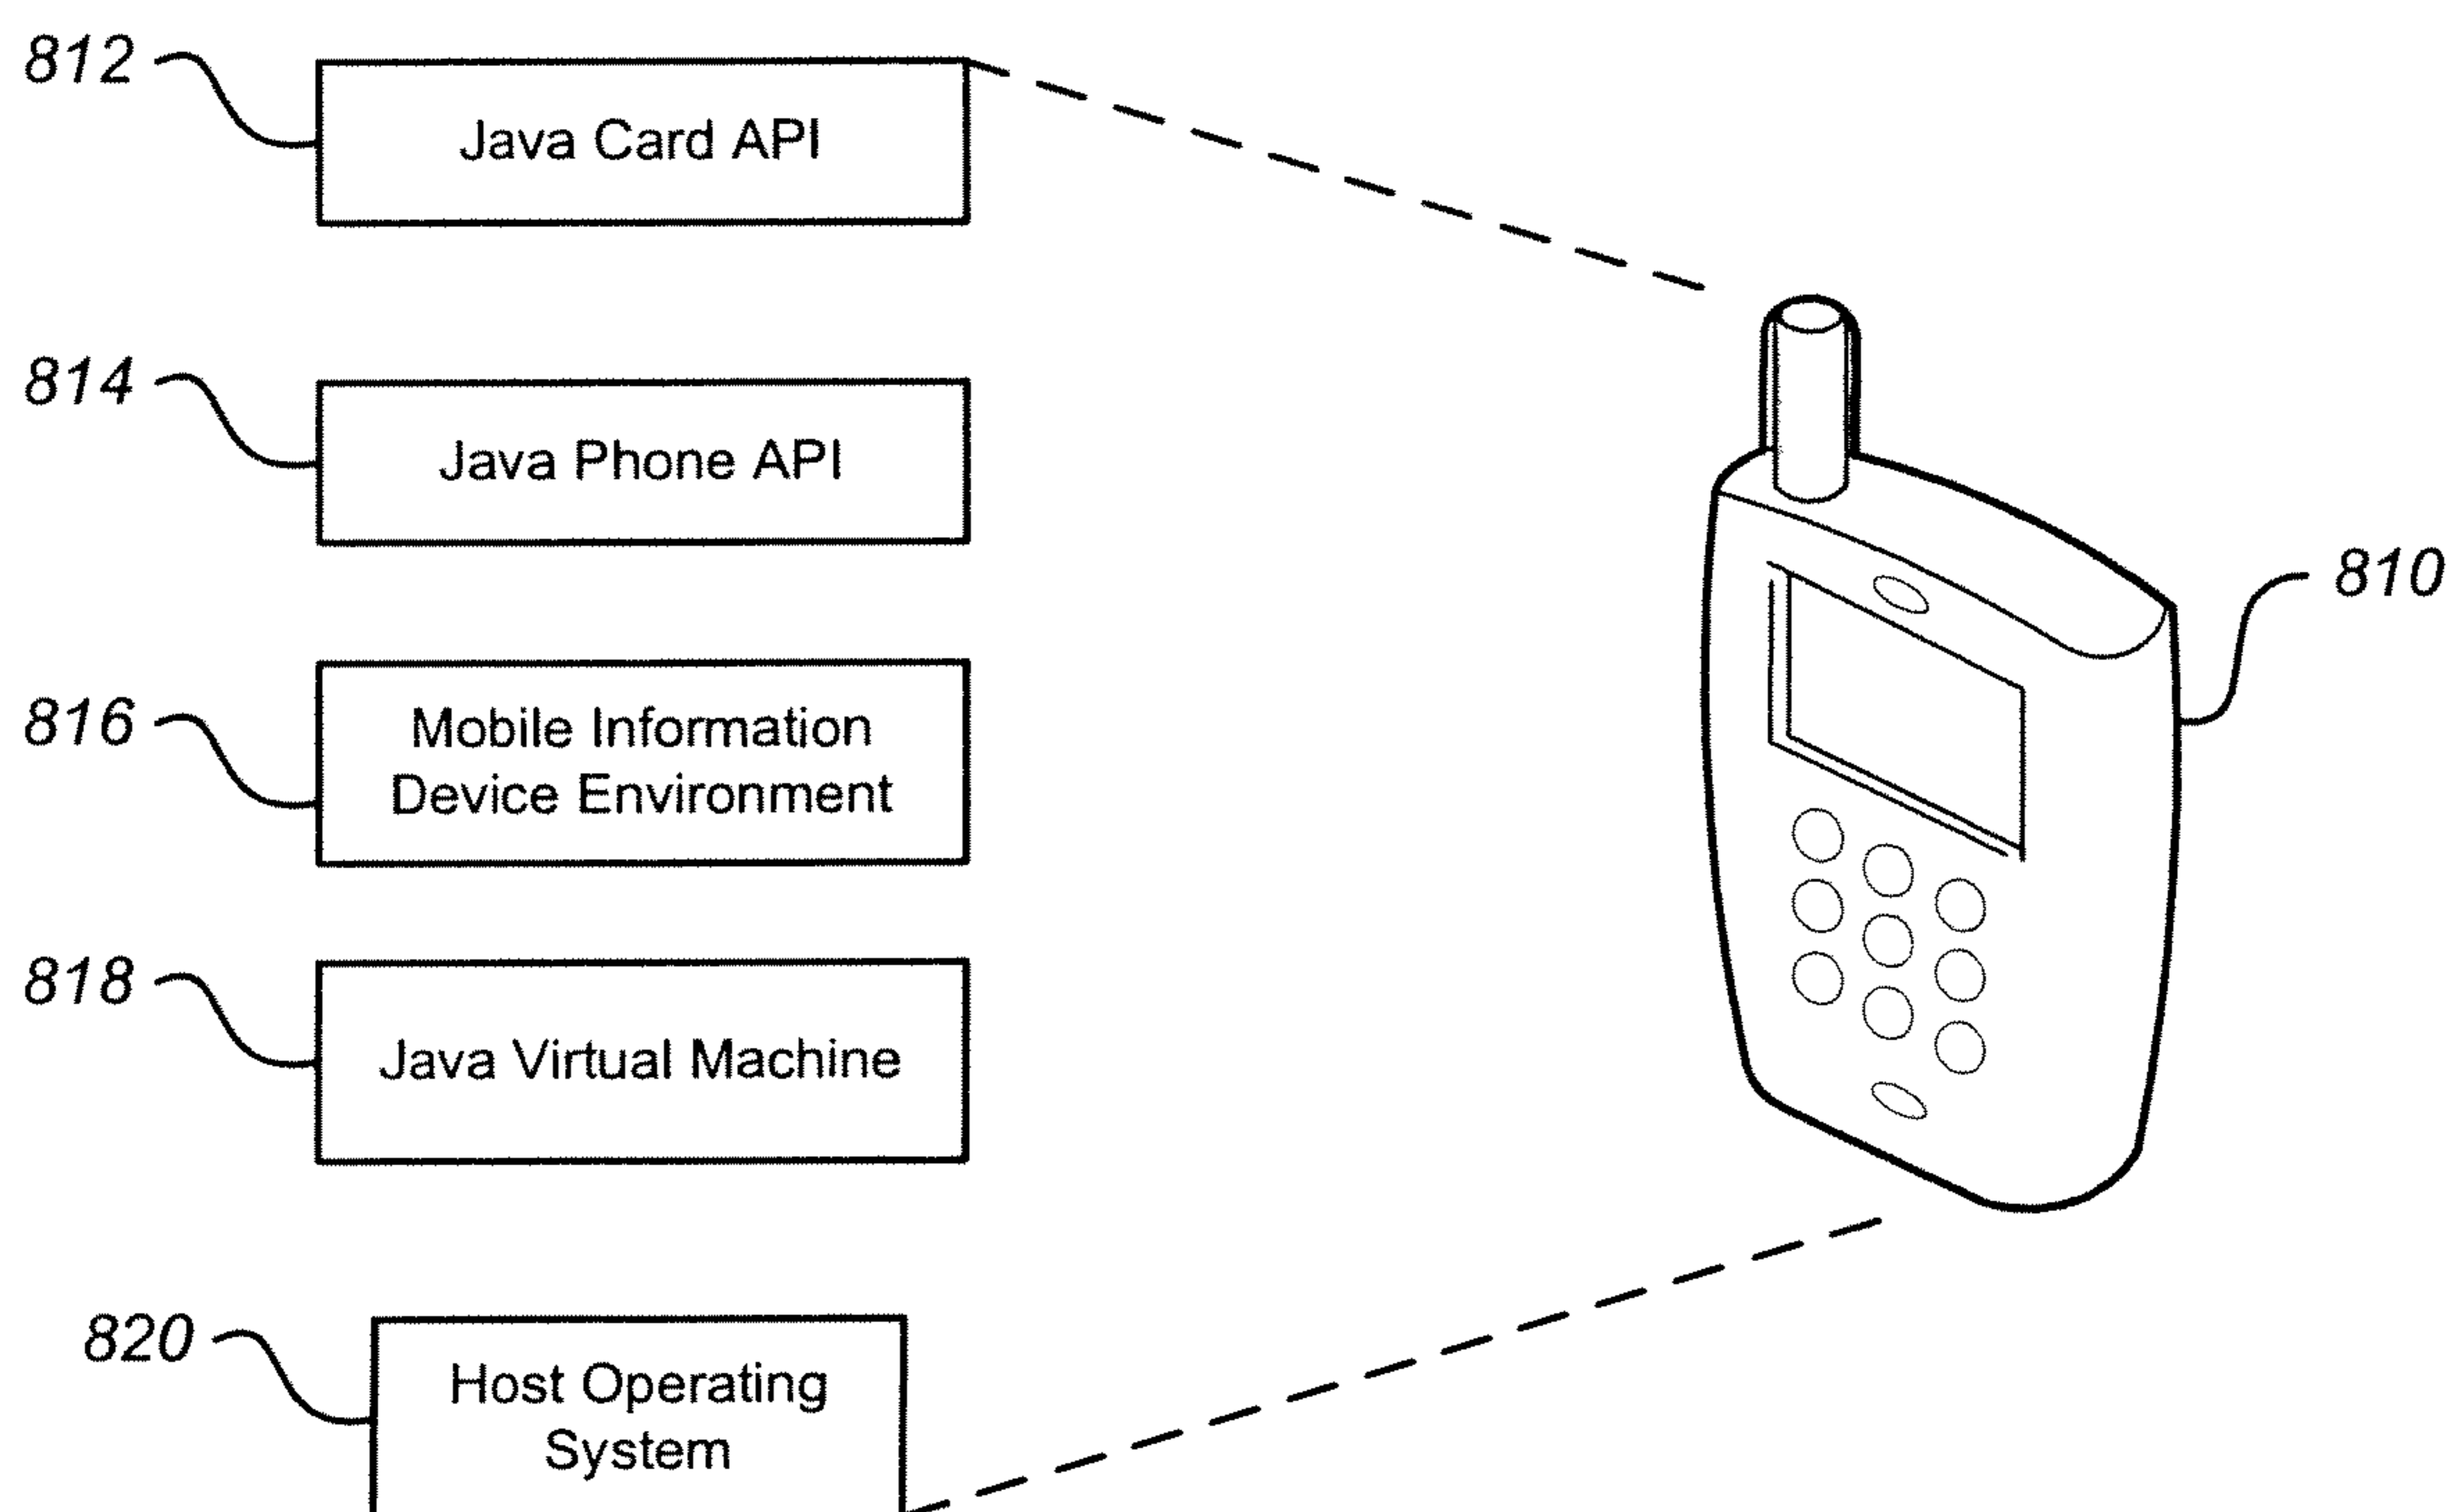 812
Java Card API
814
Java Phone API
810
816
Mobile Information
Device Environment
818
Java Virtual Machine
820
Host Operating
System